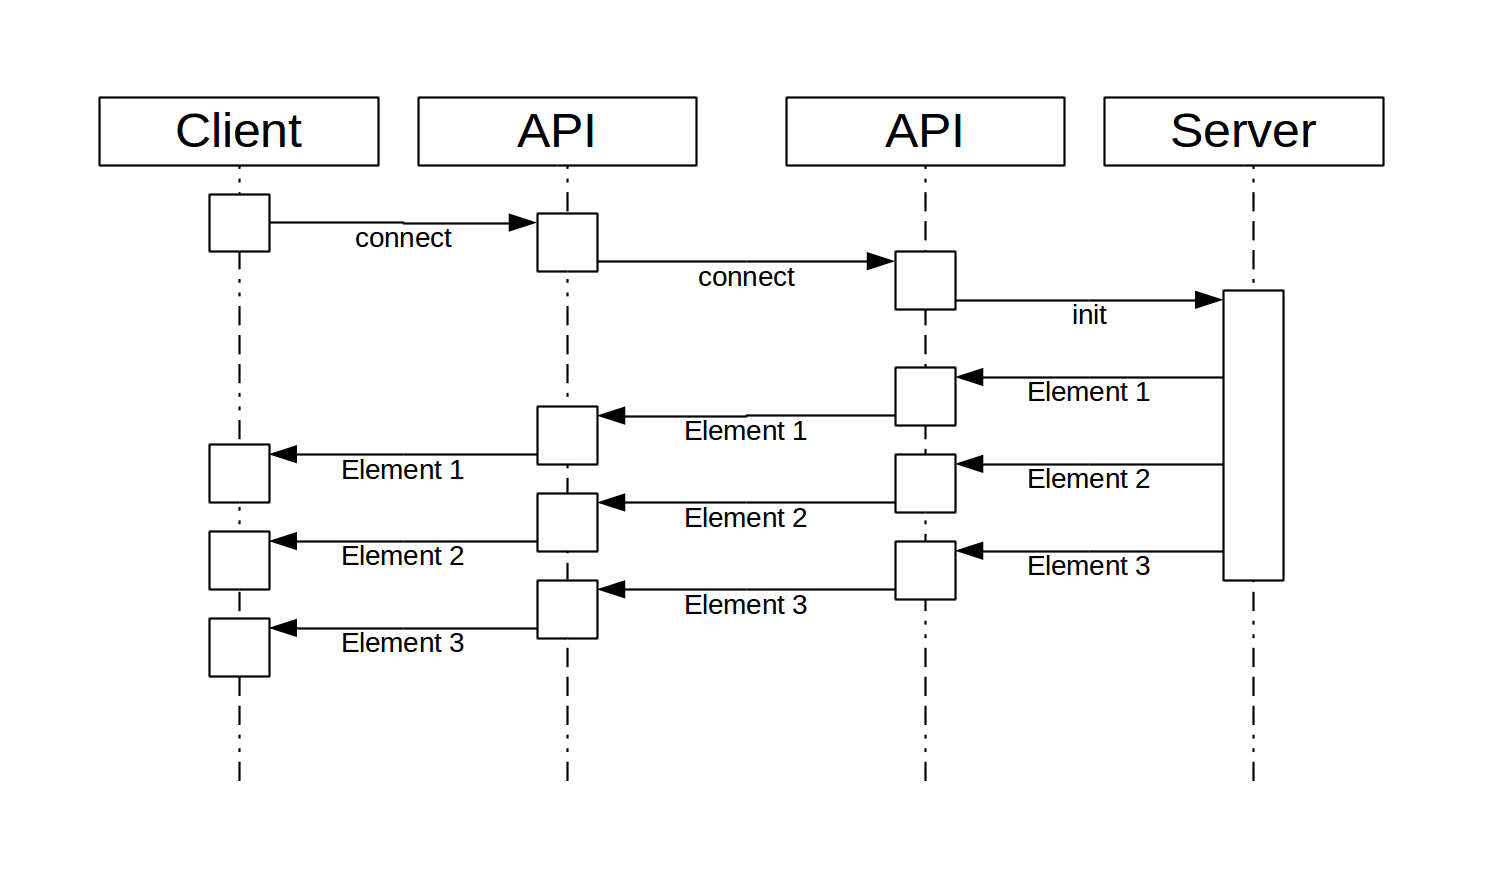 Client
API
API
Server
connect
connect
init
Element 1
Element 1
Element 1
Element 2
Element 2
Element 2
Element 3
Element 3
Element 3